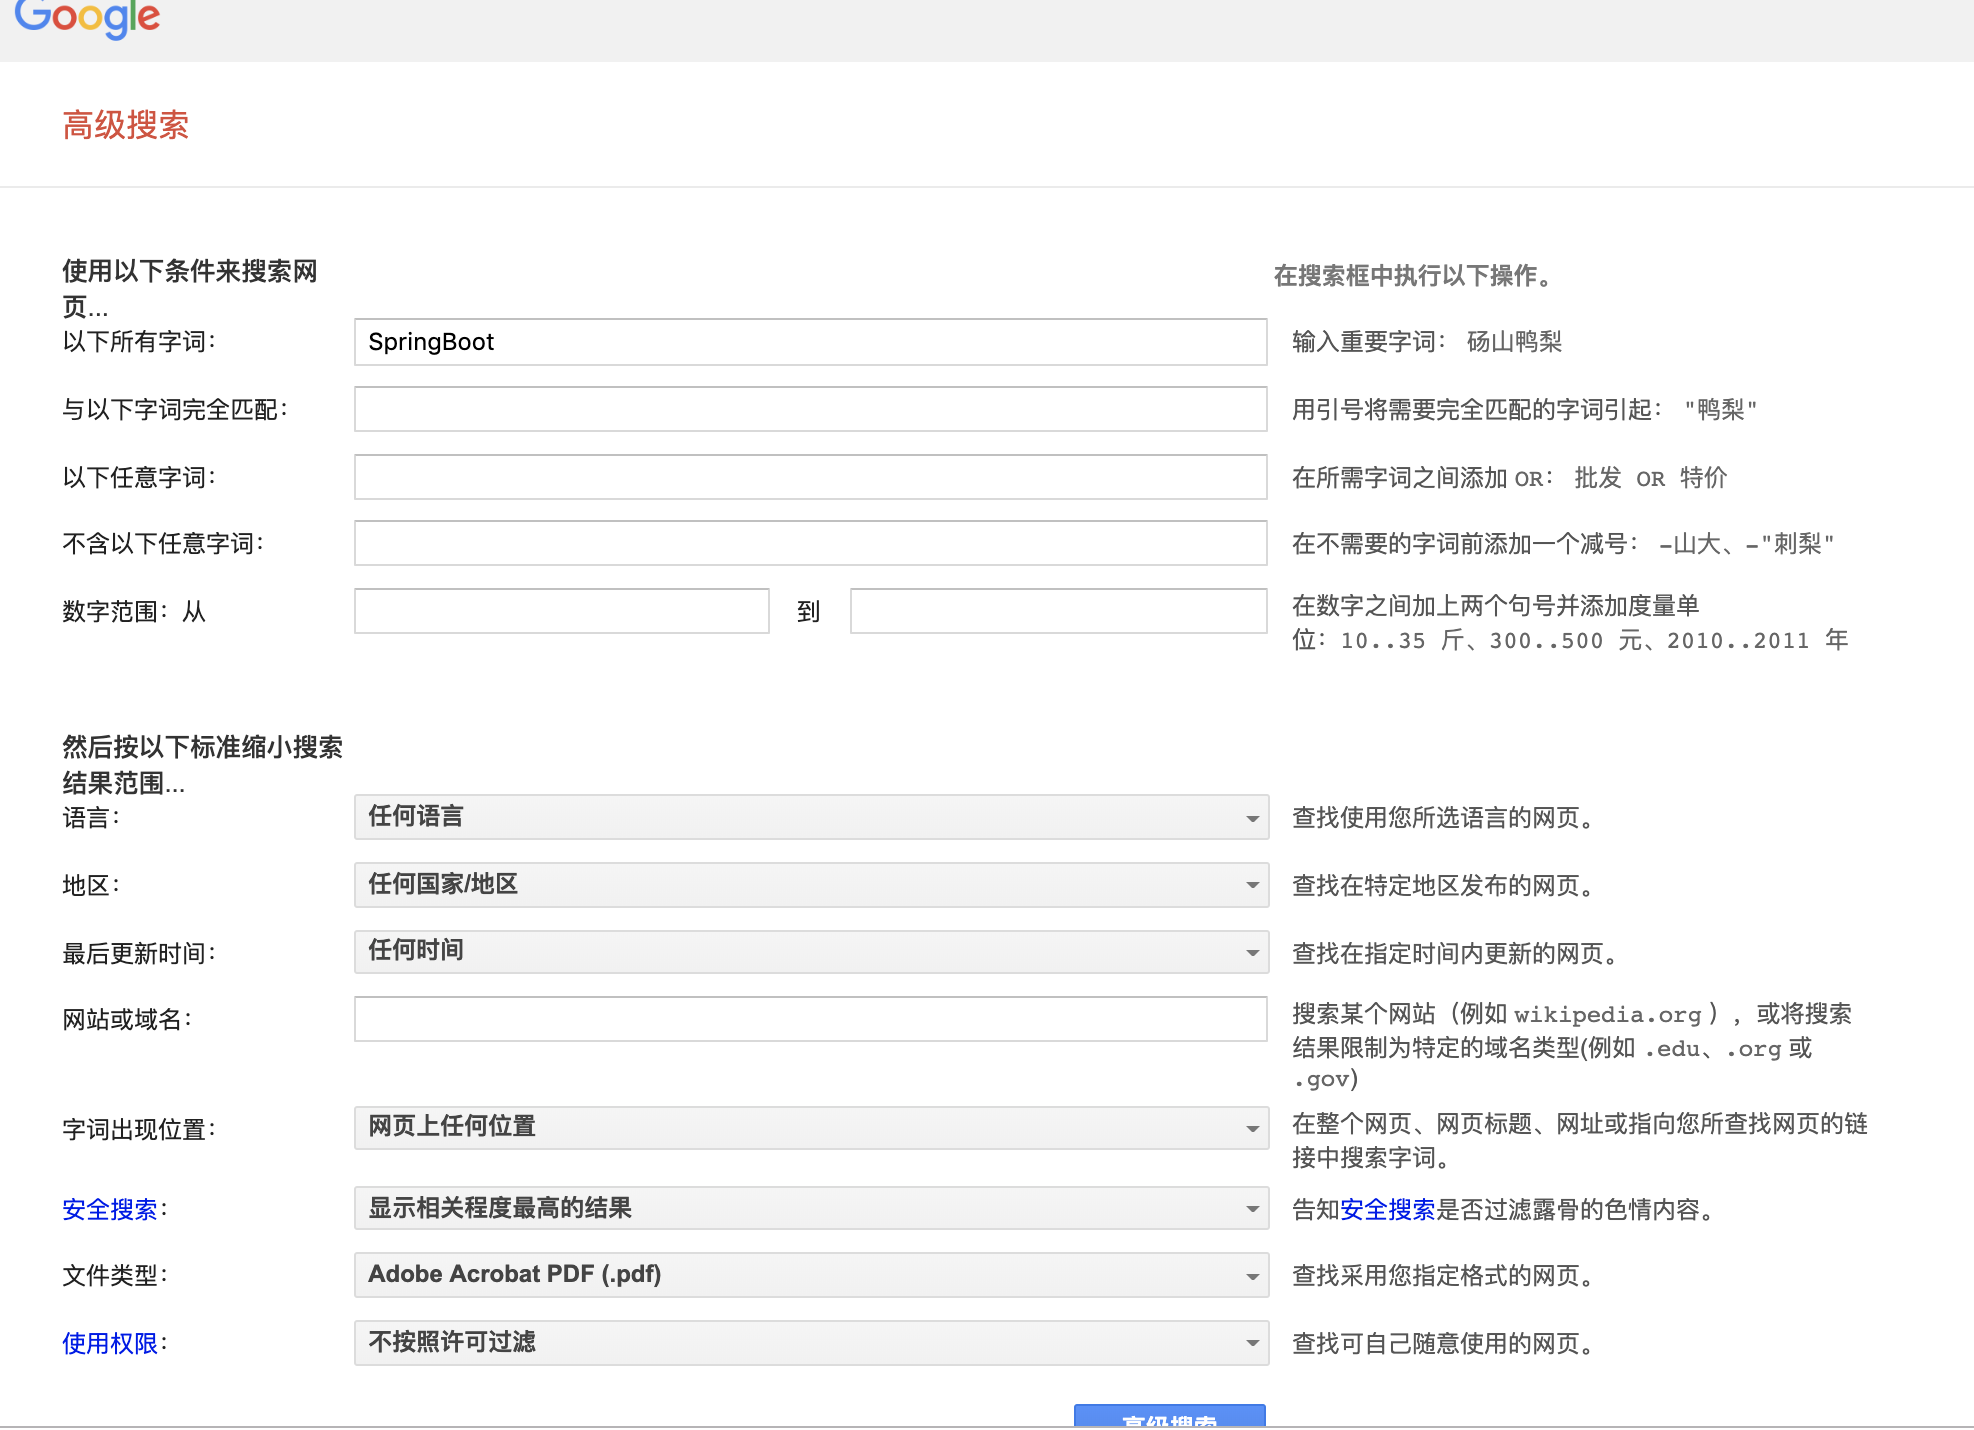 Google
高级搜索
使用以下条件来搜索网
页...
在搜索框中执行以下操作。
以下所有字词： SpringBoot 输入重要字词： 砀山鸭梨
与以下字词完全匹配： 用引号将需要完全匹配的字词引起： "鸭梨"
以下任意字词： 在所需字词之间添加 OR： 批发 OR 特价
不含以下任意字词： 在不需要的字词前添加一个减号： -山大、-"刺梨"
数字范围：从 到 在数字之间加上两个句号并添加度量单
位：10..35 斤、300..500 元、2010..2011 年
然后按以下标准缩小搜索
结果范围...
语言： 任何语言 查找使用您所选语言的网页。
地区： 任何国家/地区 查找在特定地区发布的网页。
最后更新时间： 任何时间 查找在指定时间内更新的网页。
网站或域名： 搜索某个网站（例如 wikipedia.org ），或将搜索
结果限制为特定的域名类型(例如 .edu、.org 或
.gov)
字词出现位置： 网页上任何位置 在整个网页、网页标题、网址或指向您所查找网页的链
接中搜索字词。
安全搜索： 显示相关程度最高的结果 告知安全搜索是否过滤露骨的色情内容。
文件类型： Adobe Acrobat PDF (.pdf) 查找采用您指定格式的网页。
使用权限： 不按照许可过滤 查找可自己随意使用的网页。
高级搜索